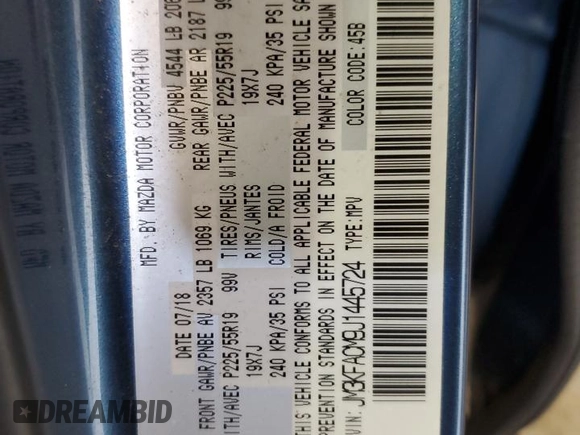 MFD. BY MAZDA MOTOR CORPORATION
DATE 07/18
GVWR/PNBV 4544 LB
FRONT GAWR/PNBE AV 2357 LB 1069 KG
REAR GAWR/PNBE AR 2187
WITH/AVEC P225/55R19 99V
TIRES/PNEUS WITH/AVEC P225/55R19
19X7J
RIMS/JANTES
19X7J
240 KPA/35 PSI
COLD/A FROID
240 KPA/35 PSI
THIS VEHICLE CONFORMS TO ALL APPLICABLE FEDERAL MOTOR VEHICLE
PREVENTION STANDARDS IN EFFECT ON THE DATE OF MANUFACTURE SHOWN
VIN: JM3KFACM9J1445724 TYPE: MPV
COLOR CODE: 45B
AUTOBIDMASTER